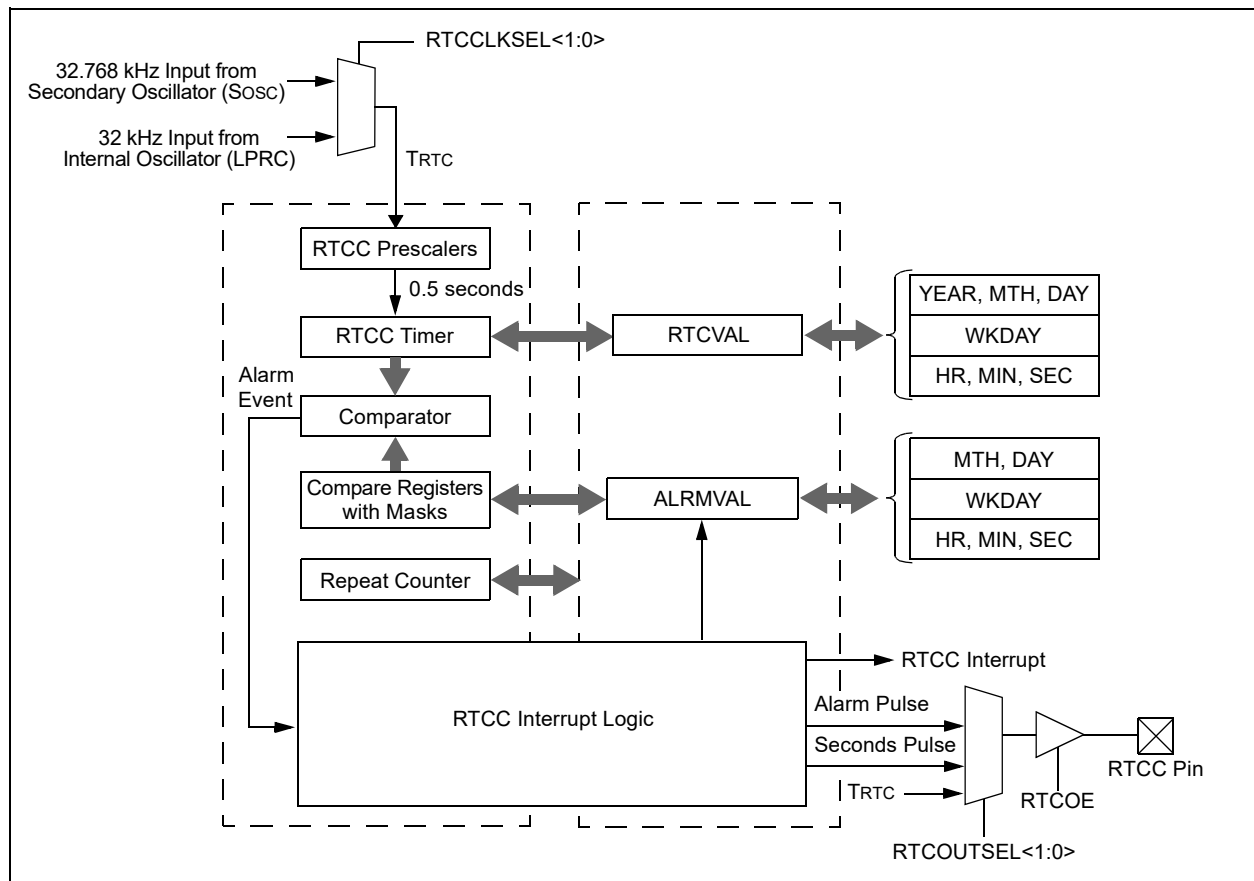 RTCCLKSEL<1:0>
32.768 kHz Input from
Secondary Oscillator (SOSC)
32 kHz Input from
Internal Oscillator (LPRC)
TRTC
RTCC Prescalers
0.5 seconds
RTCC Timer
RTCVAL
YEAR, MTH, DAY
WKDAY
HR, MIN, SEC
Alarm
Event
Comparator
Compare Registers
with Masks
ALRMVAL
MTH, DAY
WKDAY
HR, MIN, SEC
Repeat Counter
RTCC Interrupt Logic
RTCC Interrupt
Alarm Pulse
Seconds Pulse
TRTC
RTCC Pin
RTCOE
RTCOUTSEL<1:0>